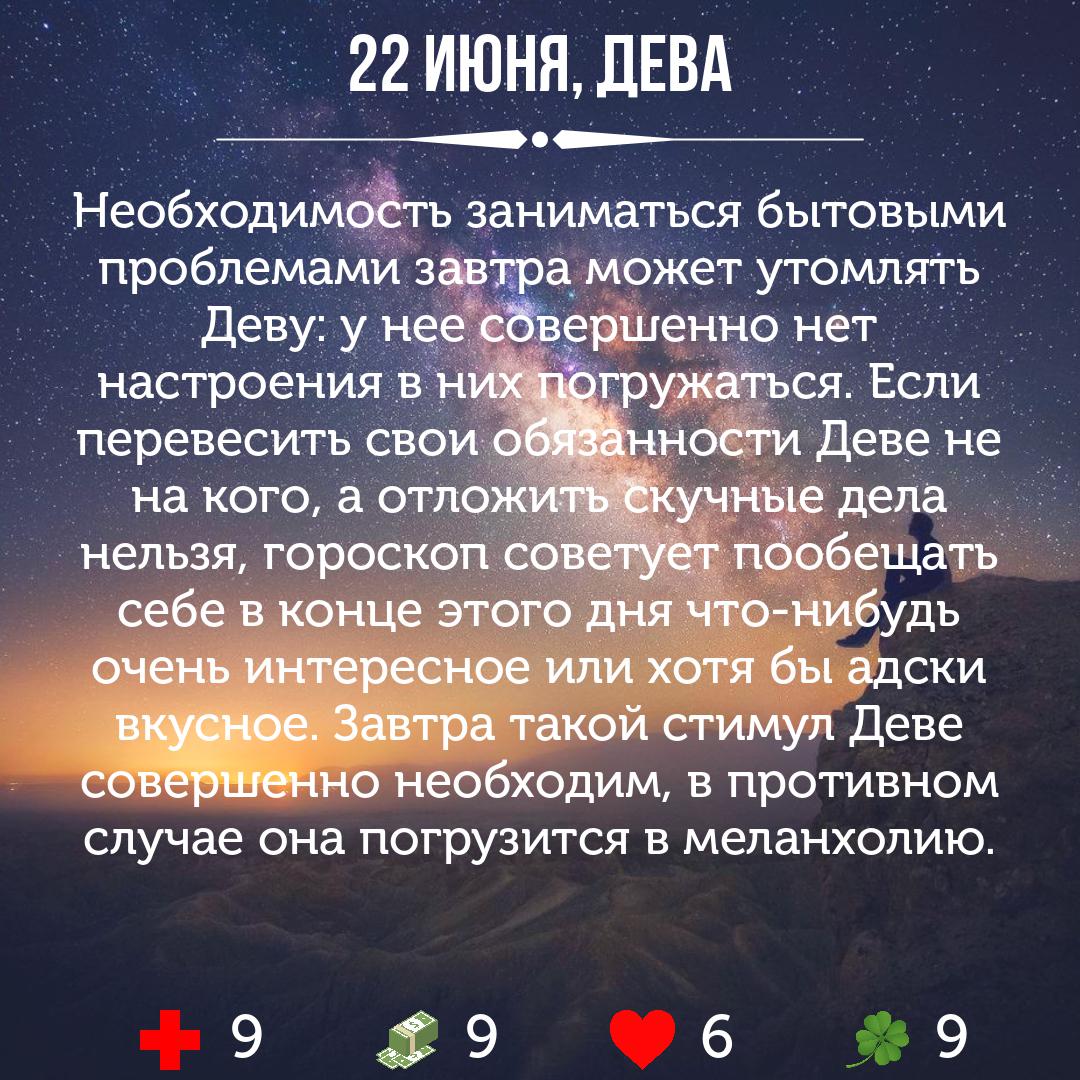 22 ИЮНЯ, ДЕВА
Необходимость заниматься бытовыми
проблемами завтра может утомлять
Деву: у нее совершенно нет
настроения в них погружаться. Если
перевесить свои обязанности Деве не
на кого, а отложить скучные дела
нельзя, гороскоп советует пообещать
себе в конце этого дня что-нибудь
очень интересное или хотя бы адски
вкусное. Завтра такой стимул Деве
совершенно необходим, в противном
случае она погрузится в меланхолию.
9 9 6 9